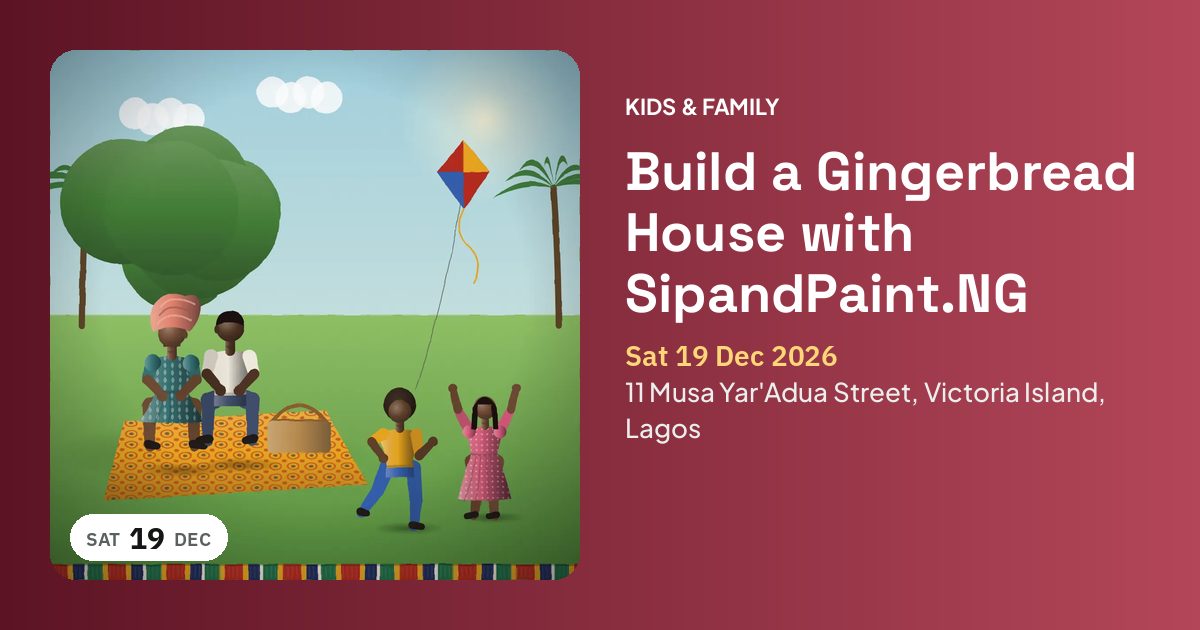 KIDS & FAMILY
Build a Gingerbread
House with
SipandPaint.NG
Sat 19 Dec 2026
11 Musa Yar'Adua Street, Victoria Island,
Lagos
SAT 19 DEC